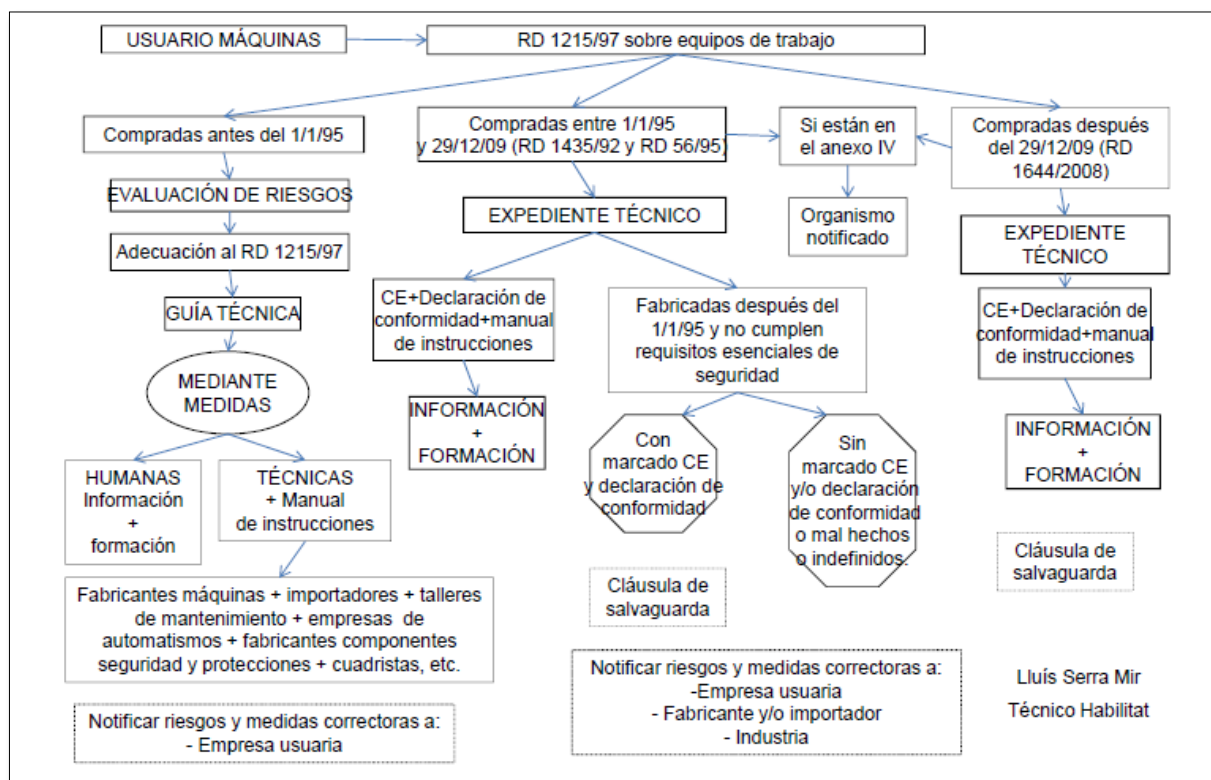 USUARIO MÁQUINAS
RD 1215/97 sobre equipos de trabajo
Compradas antes del 1/1/95
Compradas entre 1/1/95
y 29/12/09 (RD 1435/92 y RD 56/95)
Si están en
el anexo IV
Compradas después
del 29/12/09 (RD
1644/2008)
EVALUACIÓN DE RIESGOS
EXPEDIENTE TÉCNICO
Organismo
notificado
EXPEDIENTE
TÉCNICO
Adecuación al RD 1215/97
GUÍA TÉCNICA
CE+Declaración de
conformidad+manual
de instrucciones
Fabricadas después del
1/1/95 y no cumplen
requisitos esenciales de
seguridad
CE+Declaración de
conformidad+manual
de instrucciones
MEDIANTE
MEDIDAS
INFORMACIÓN
+
FORMACIÓN
Con
marcado CE
y declaración de
conformidad
Sin
marcado CE
y/o declaración
de conformidad
o mal hechos
o indefinidos.
INFORMACIÓN
+
FORMACIÓN
HUMANAS
Información
+
formación
TÉCNICAS
+ Manual
de instrucciones
Cláusula de
salvaguarda
Cláusula de
salvaguarda
Fabricantes máquinas + importadores + talleres
de mantenimiento + empresas de
automatismos + fabricantes componentes
seguridad y protecciones + cuadristas, etc.
Notificar riesgos y medidas correctoras a:
-Empresa usuaria
- Fabricante y/o importador
- Industria
Lluís Serra Mir
Técnico Habilitat
Notificar riesgos y medidas correctoras a:
- Empresa usuaria